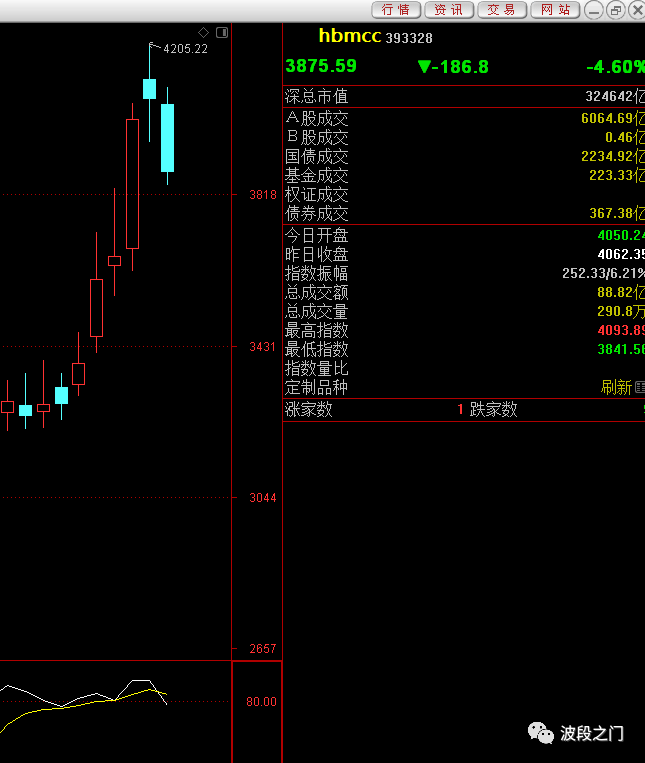 行情 资讯 交易 网站
4205.22
3818
3431
3044
2657
80.00
hbmcc 393328
3875.59 ▼-186.8 -4.60%
深总市值 324642亿
A股成交 6064.69亿
B股成交 0.46亿
国债成交 2234.92亿
基金成交 223.33亿
权证成交
债券成交 367.38亿
今日开盘 4050.24
昨日收盘 4062.35
指数振幅 252.33/6.21%
总成交额 88.82亿
总成交量 290.8万
最高指数 4093.89
最低指数 3841.56
指数量比
定制品种 刷新
涨家数 1 跌家数
波段之门